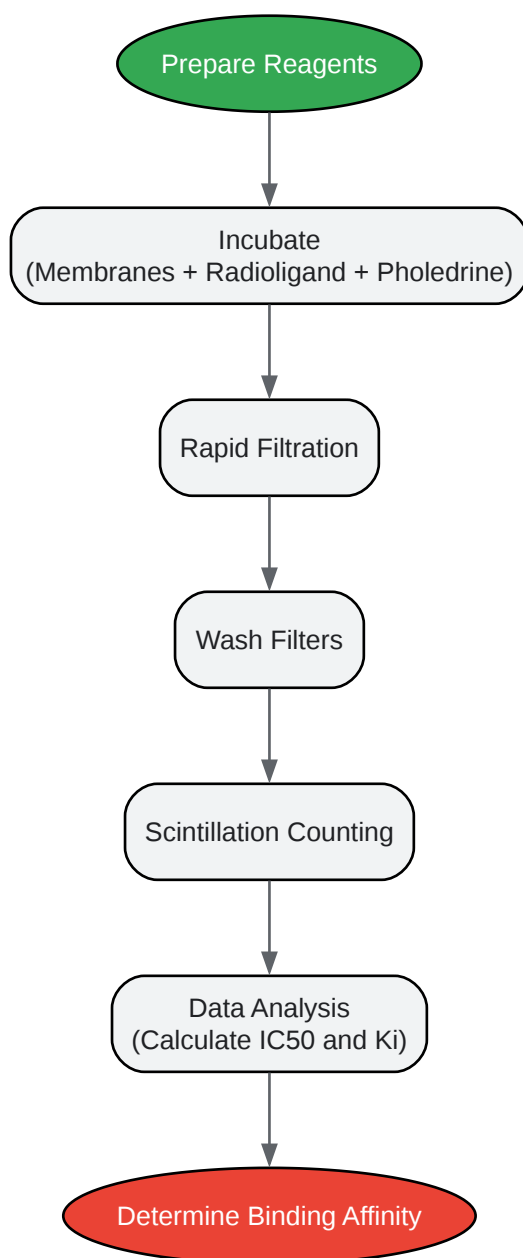 Prepare Reagents
Incubate
(Membranes + Radioligand + Pholedrine)
Rapid Filtration
Wash Filters
Scintillation Counting
Data Analysis
(Calculate IC50 and Ki)
Determine Binding Affinity